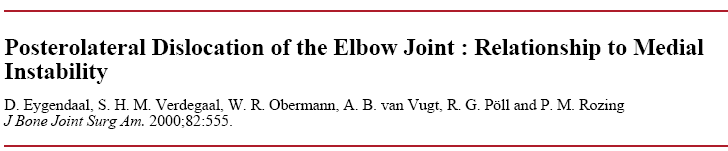 Posterolateral Dislocation of the Elbow Joint : Relationship to Medial
Instability
D. Eygendaal, S. H. M. Verdegaal, W. R. Obermann, A. B. van Vugt, R. G. Pöll and P. M. Rozing
J Bone Joint Surg Am. 2000;82:555.